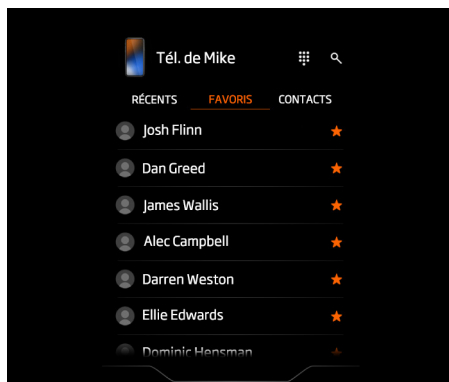 Tél. de Mike
RÉCENTS FAVORIS CONTACTS
Josh Flinn
Dan Greed
James Wallis
Alec Campbell
Darren Weston
Ellie Edwards
Dominic Hensman